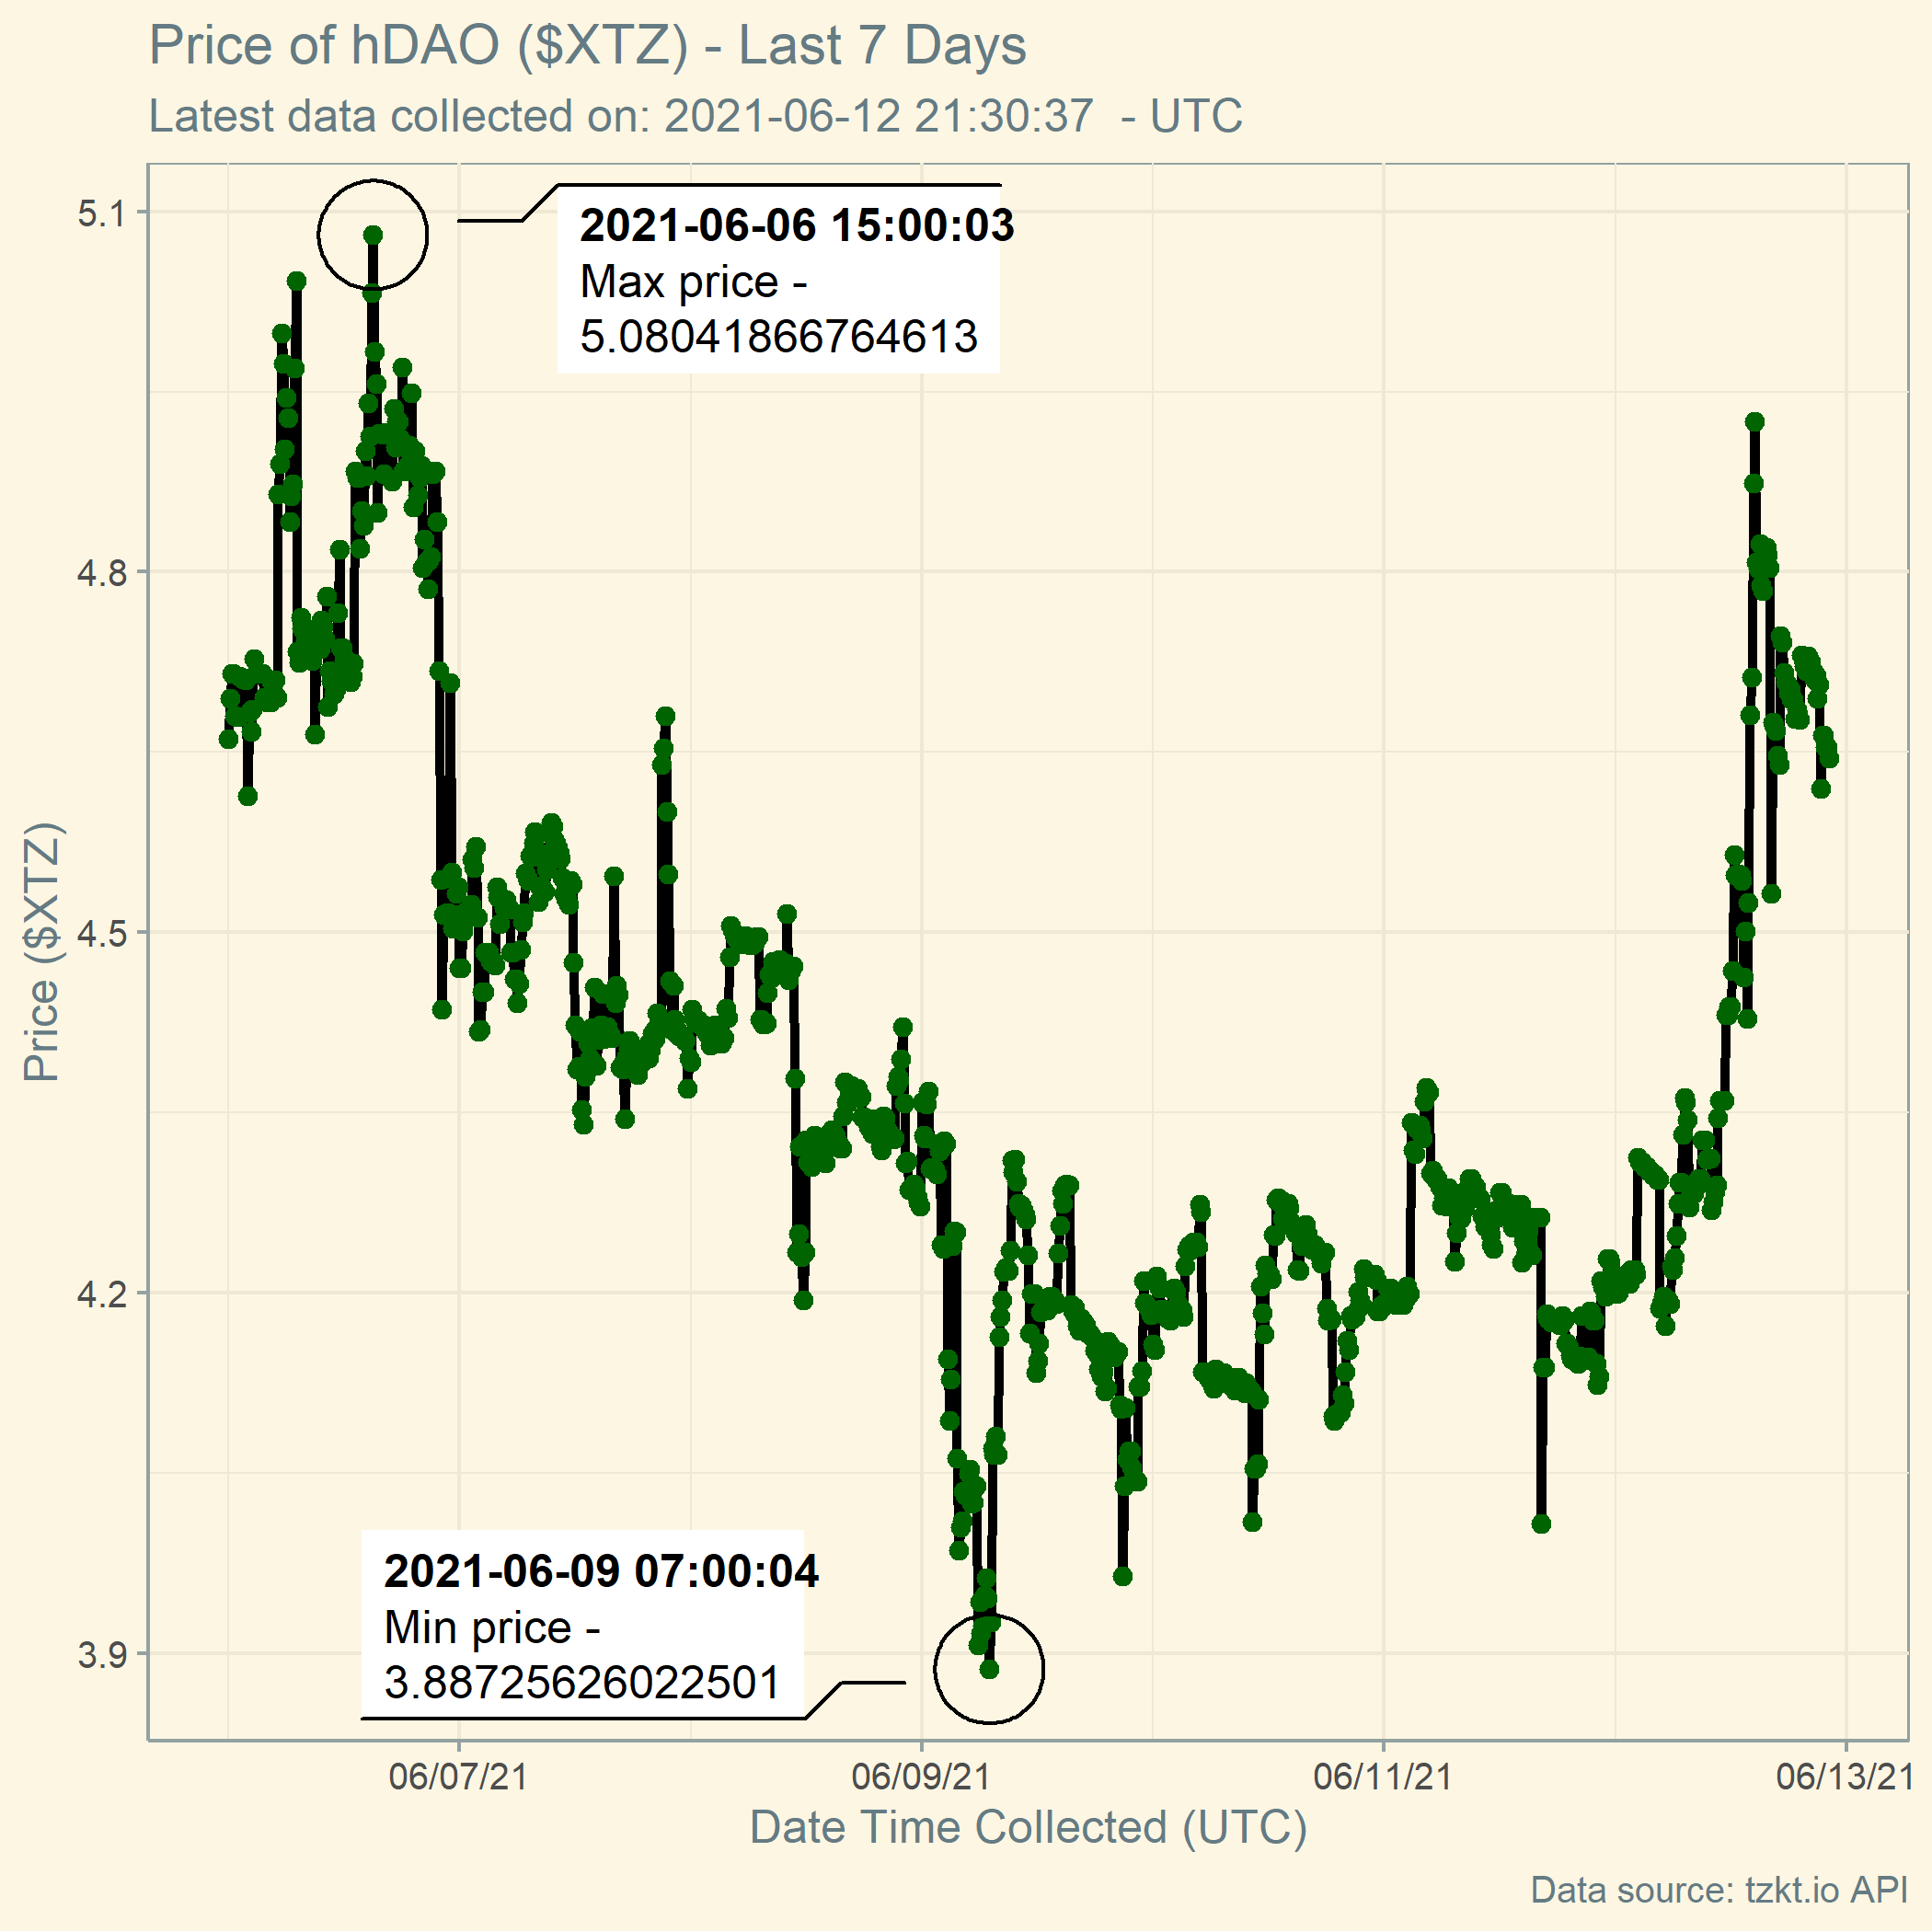 Price of hDAO ($XTZ) - Last 7 Days
Latest data collected on: 2021-06-12 21:30:37  - UTC
5.1
4.8
4.5
4.2
3.9
Price ($XTZ)
2021-06-06 15:00:03
Max price -
5.08041866764613
2021-06-09 07:00:04
Min price -
3.88725626022501
06/07/21
06/09/21
06/11/21
06/13/21
Date Time Collected (UTC)
Data source: tzkt.io API